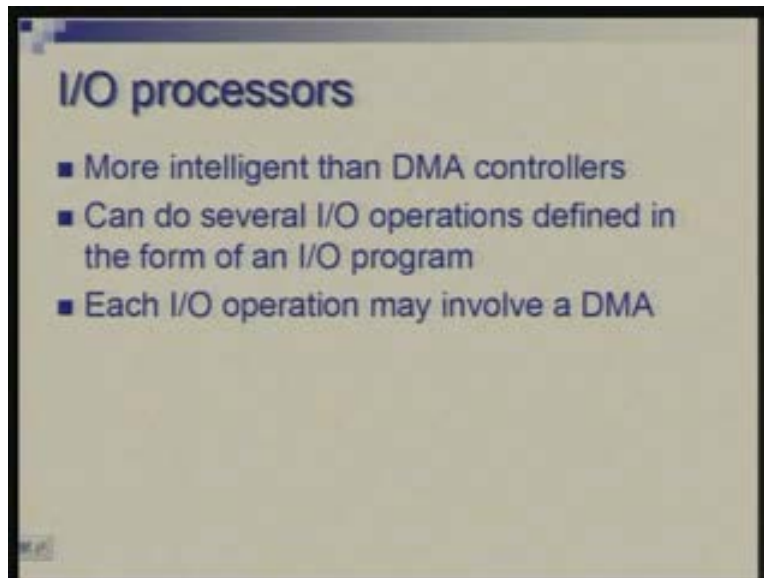 I/O processors
■ More intelligent than DMA controllers
■ Can do several I/O operations defined in
the form of an I/O program
■ Each I/O operation may involve a DMA